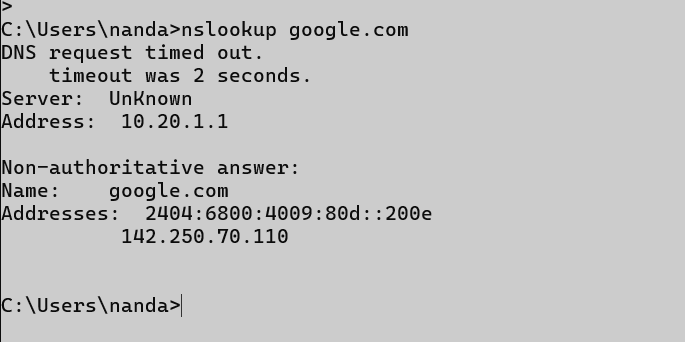 >
C:\Users\nanda>nslookup google.com
DNS request timed out.
    timeout was 2 seconds.
Server:  UnKnown
Address:  10.20.1.1

Non-authoritative answer:
Name:    google.com
Addresses:  2404:6800:4009:80d::200e
          142.250.70.110

C:\Users\nanda>